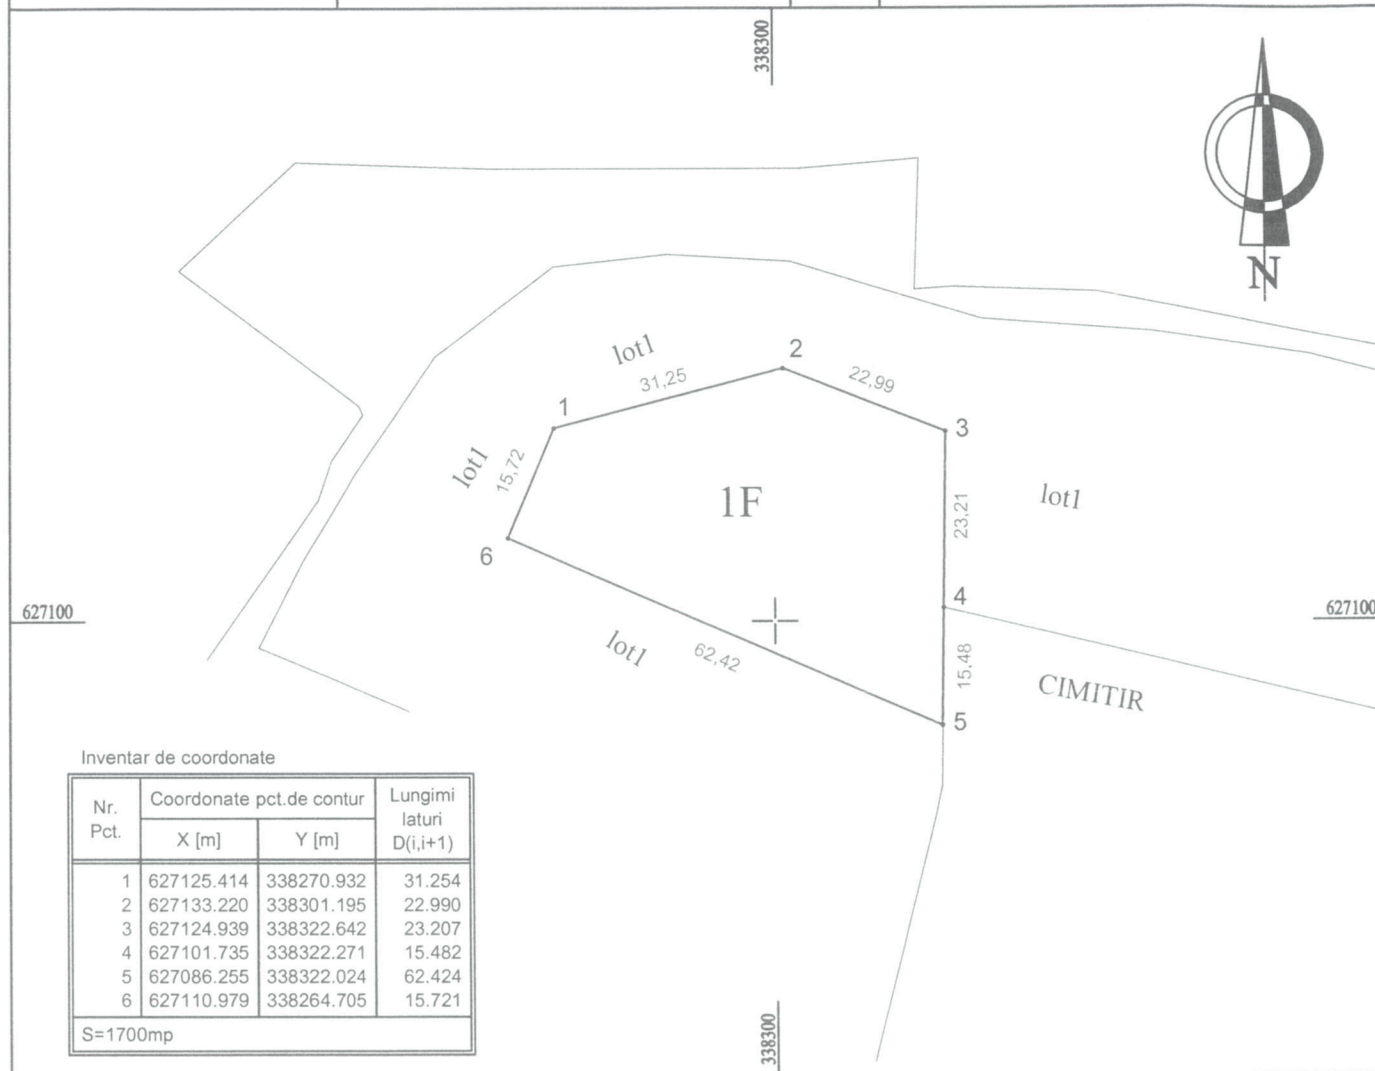 338300
N
lot1
2
31,25
22,99
1
3
lot1
15,72
1F
lot1
23,21
6
4
627100
627100
lot1
62,42
15.48
CIMITIR
5
Inventar de coordonate
Nr. Pct.
Coordonate pct.de contur
Lungimi laturi D(i,i+1)
X [m]
Y [m]
1 627125.414 338270.932 31.254
2 627133.220 338301.195 22.990
3 627124.939 338322.642 23.207
4 627101.735 338322.271 15.482
5 627086.255 338322.024 62.424
6 627110.979 338264.705 15.721
S=1700mp
338300